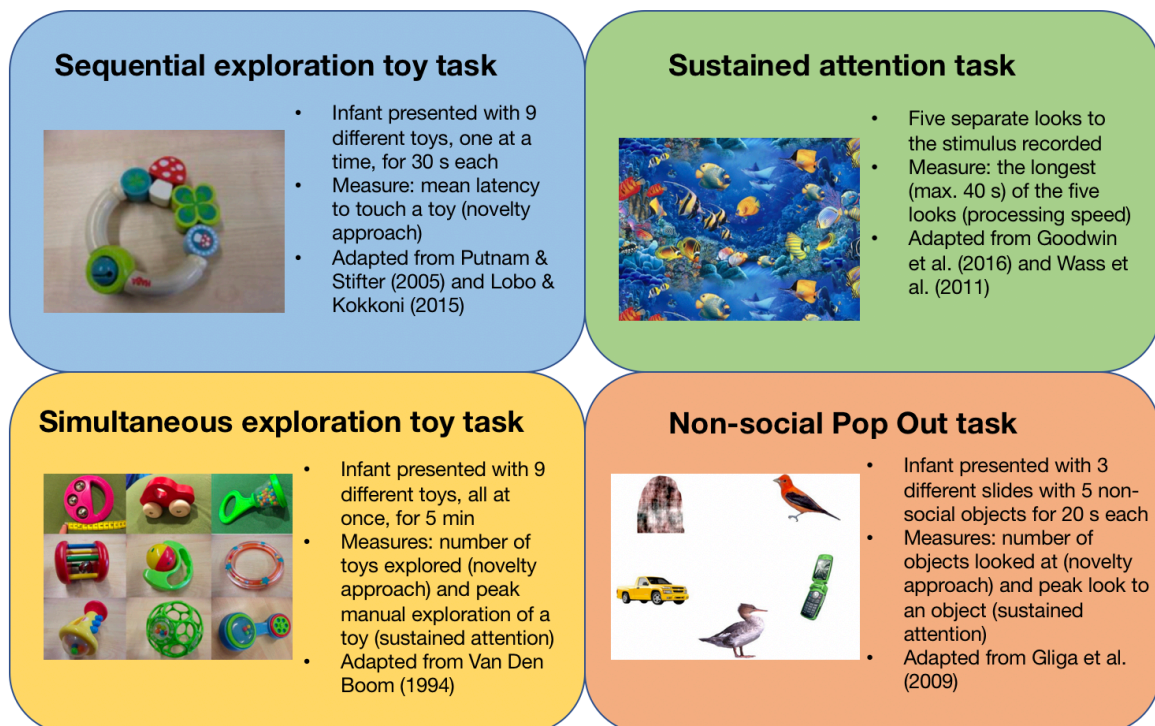 Sequential exploration toy task
• Infant presented with 9
different toys, one at a
time, for 30 s each
• Measure: mean latency
to touch a toy (novelty
approach)
• Adapted from Putnam &
Stifter (2005) and Lobo &
Kokkoni (2015)
Sustained attention task
• Five separate looks to
the stimulus recorded
• Measure: the longest
(max. 40 s) of the five
looks (processing speed)
• Adapted from Goodwin
et al. (2016) and Wass et
al. (2011)
Simultaneous exploration toy task
• Infant presented with 9
different toys, all at
once, for 5 min
• Measures: number of
toys explored (novelty
approach) and peak
manual exploration of a
toy (sustained attention)
• Adapted from Van Den
Boom (1994)
Non-social Pop Out task
• Infant presented with 3
different slides with 5 non-
social objects for 20 s each
• Measures: number of
objects looked at (novelty
approach) and peak look to
an object (sustained
attention)
• Adapted from Gliga et al.
(2009)